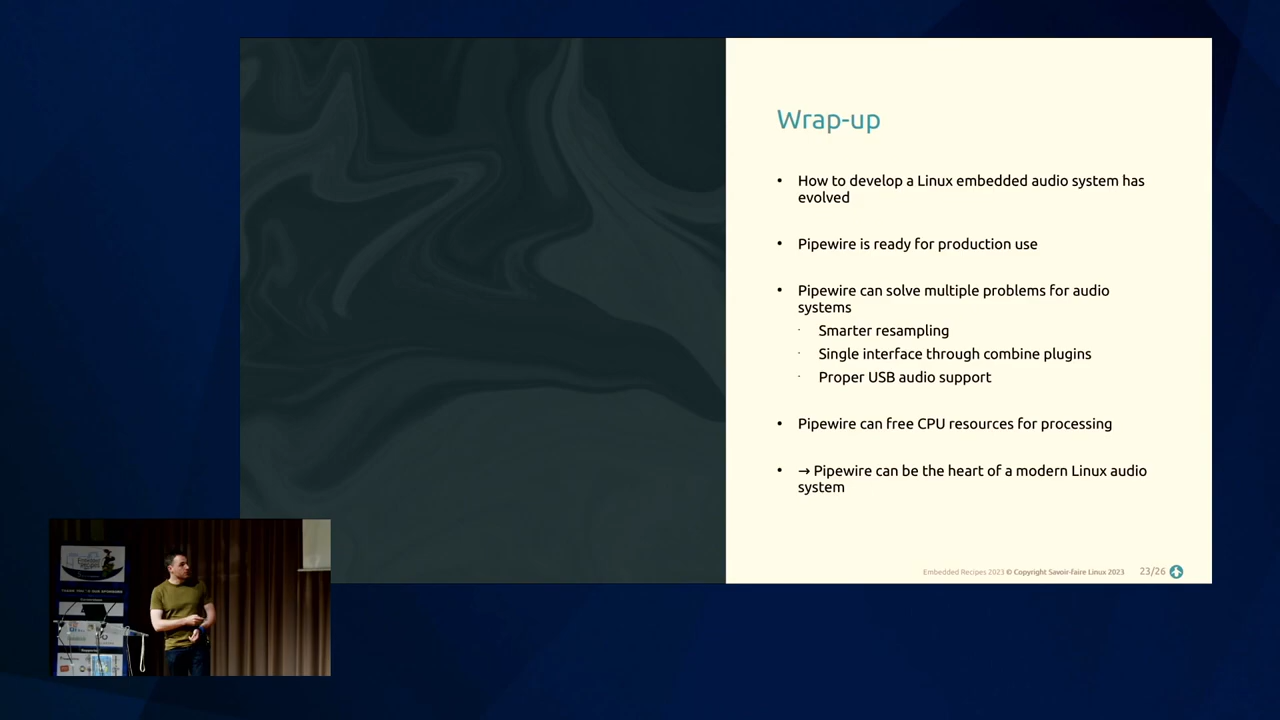 Wrap-up
• How to develop a Linux embedded audio system has
evolved
• Pipewire is ready for production use
• Pipewire can solve multiple problems for audio
systems
· Smarter resampling
· Single interface through combine plugins
· Proper USB audio support
• Pipewire can free CPU resources for processing
• → Pipewire can be the heart of a modern Linux audio
system
Embedded Recipes 2023 © Copyright Savoir-faire Linux 2023 23/26